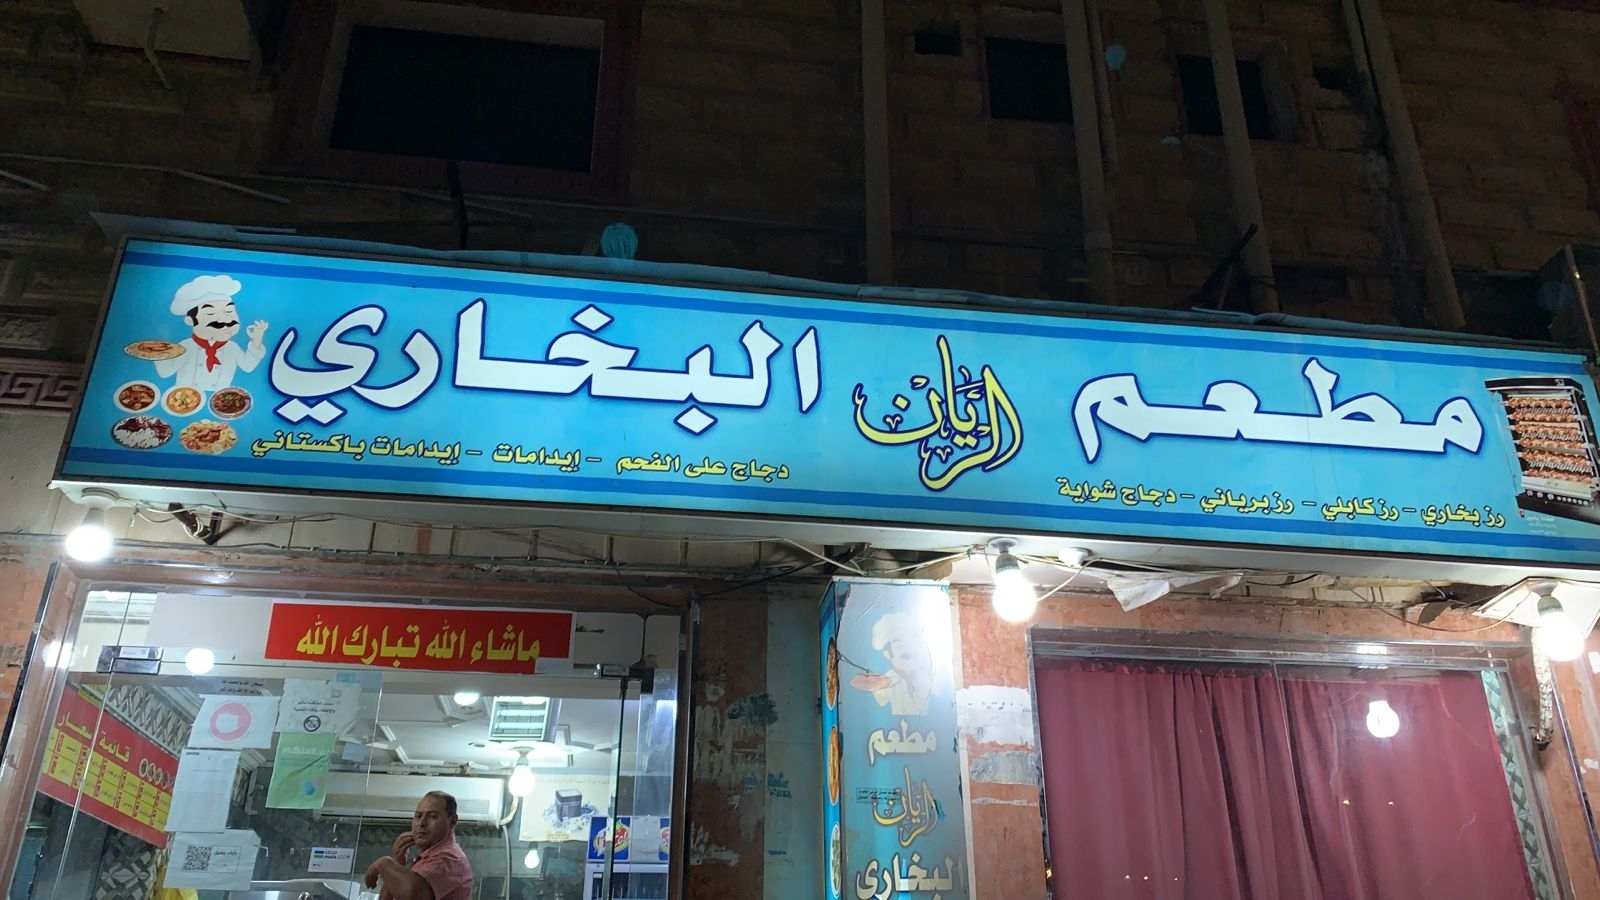 مطعم الريان البخاري
رز بخاري - رز كابلي - رز برياني - دجاج شواية
دجاج على الفحم - إيدامات - إيدامات باكستاني
ماشاء الله تبارك الله
قائمة اسعار
مطعم
الريان
البخاري